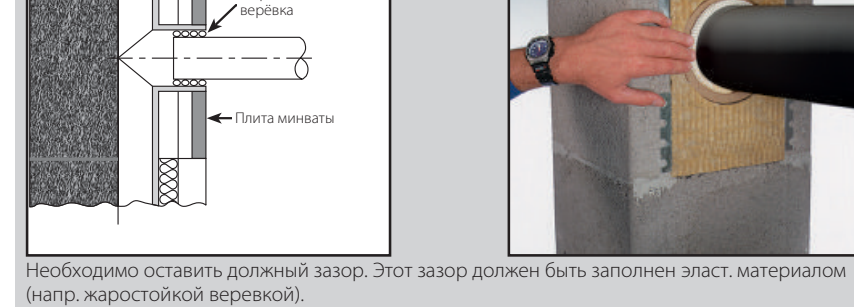 верёвка
Плита минваты
Необходимо оставить должный зазор. Этот зазор должен быть заполнен эласт. материалом
(напр. жаростойкой веревкой).